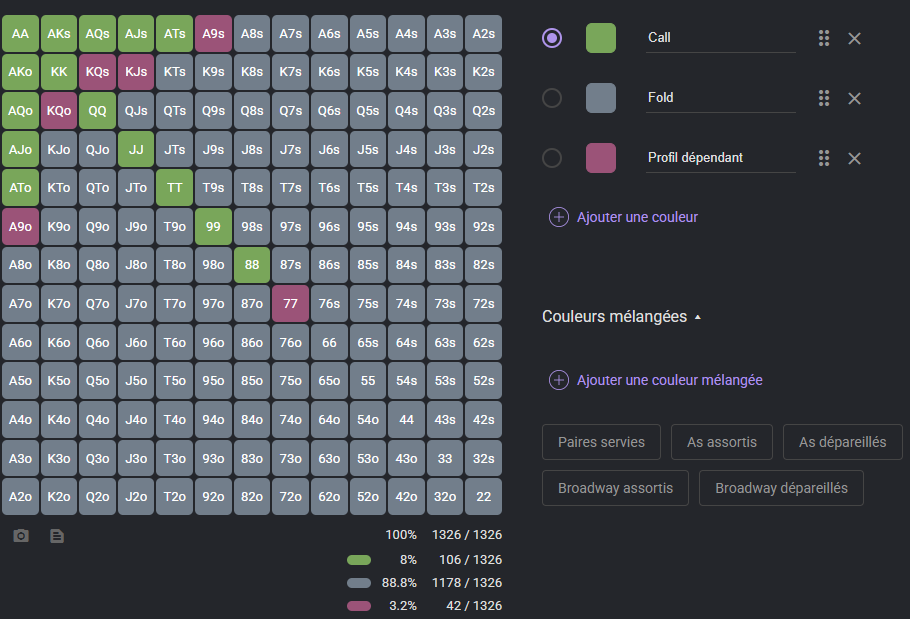 AA AKs AQs AJs ATs A9s A8s A7s A6s A5s A4s A3s A2s
AKo KK KQs KJs KTs K9s K8s K7s K6s K5s K4s K3s K2s
AQo KQo QQ QJs QTs Q9s Q8s Q7s Q6s Q5s Q4s Q3s Q2s
AJo KJo QJo JJ JTs J9s J8s J7s J6s J5s J4s J3s J2s
ATo KTo QTo JTo TT T9s T8s T7s T6s T5s T4s T3s T2s
A9o K9o Q9o J9o T9o 99 98s 97s 96s 95s 94s 93s 92s
A8o K8o Q8o J8o T8o 98o 88 87s 86s 85s 84s 83s 82s
A7o K7o Q7o J7o T7o 97o 87o 77 76s 75s 74s 73s 72s
A6o K6o Q6o J6o T6o 96o 86o 76o 66 65s 64s 63s 62s
A5o K5o Q5o J5o T5o 95o 85o 75o 65o 55 54s 53s 52s
A4o K4o Q4o J4o T4o 94o 84o 74o 64o 54o 44 43s 42s
A3o K3o Q3o J3o T3o 93o 83o 73o 63o 53o 43o 33 32s
A2o K2o Q2o J2o T2o 92o 82o 72o 62o 52o 42o 32o 22
100% 1326 / 1326
8% 106 / 1326
88.8% 1178 / 1326
3.2% 42 / 1326
Call
Fold
Profil dépendant
Ajouter une couleur
Couleurs mélangées
Ajouter une couleur mélangée
Paires servies As assortis As dépareillés
Broadway assortis Broadway dépareillés